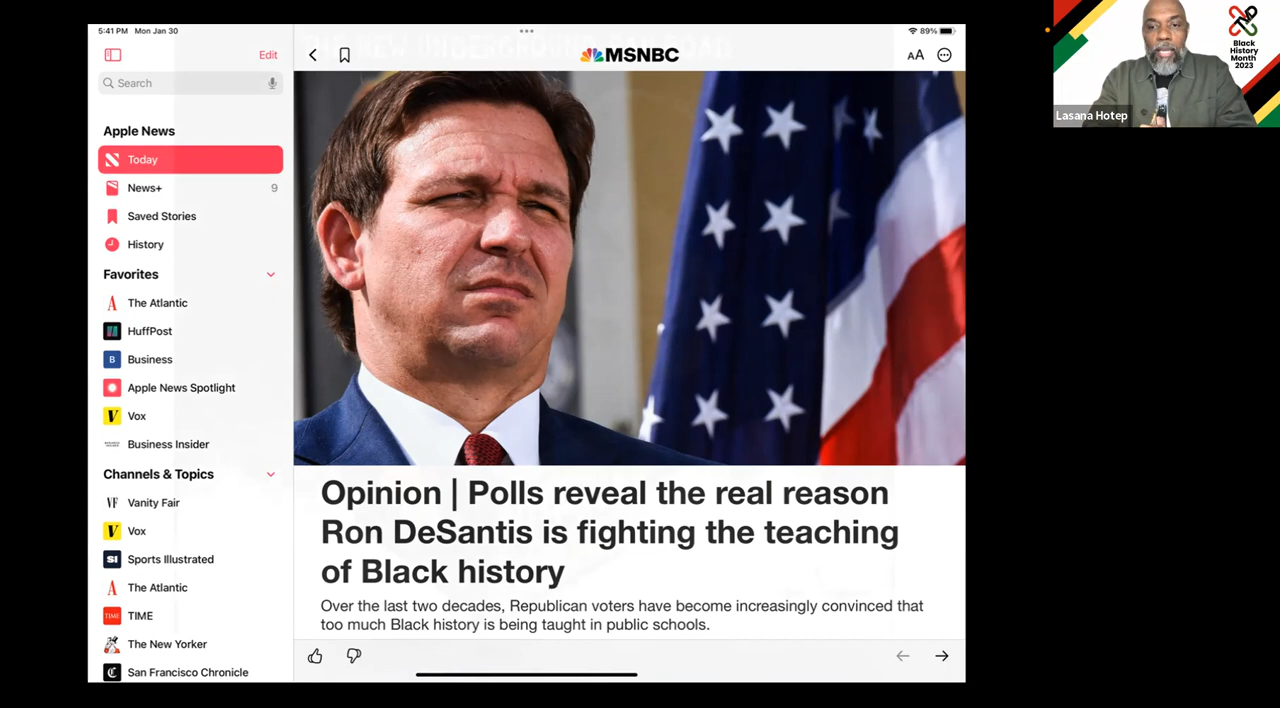 5:41 PM Mon Jan 30
89%
Edit
MSNBC
AA
Search
Apple News
Today
News+
9
Saved Stories
History
Favorites
The Atlantic
HuffPost
Business
Apple News Spotlight
Vox
Business Insider
Channels & Topics
Vanity Fair
Vox
Sports Illustrated
The Atlantic
TIME
The New Yorker
San Francisco Chronicle
A
B
V
VF
V
SI
A
TIME
C
Opinion | Polls reveal the real reason
Ron DeSantis is fighting the teaching
of Black history
Over the last two decades, Republican voters have become increasingly convinced that
too much Black history is being taught in public schools.
Lasana Hotep
Black
History
Month
2023